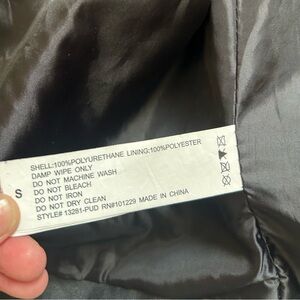 SHELL:100%POLYURETHANE LINING:100%POLYESTER
DAMP WIPE ONLY
DO NOT MACHINE WASH
DO NOT BLEACH
DO NOT IRON
DO NOT DRY CLEAN
STYLE# 13281-PUD RN#101229 MADE IN CHINA
S